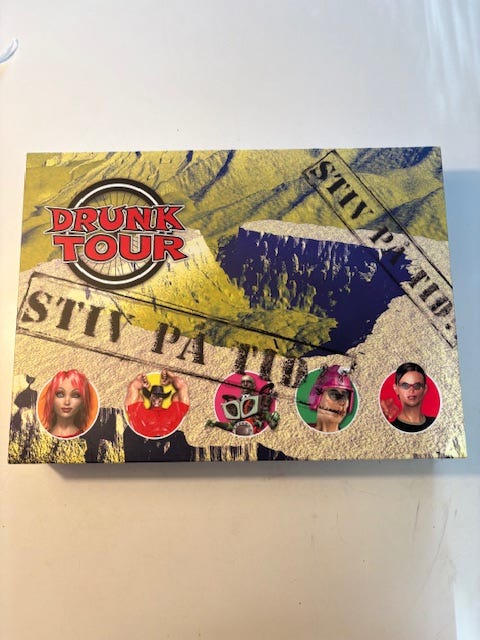 DRUNK
TOUR
STIV PÅ TID.
STIV PÅ TID.